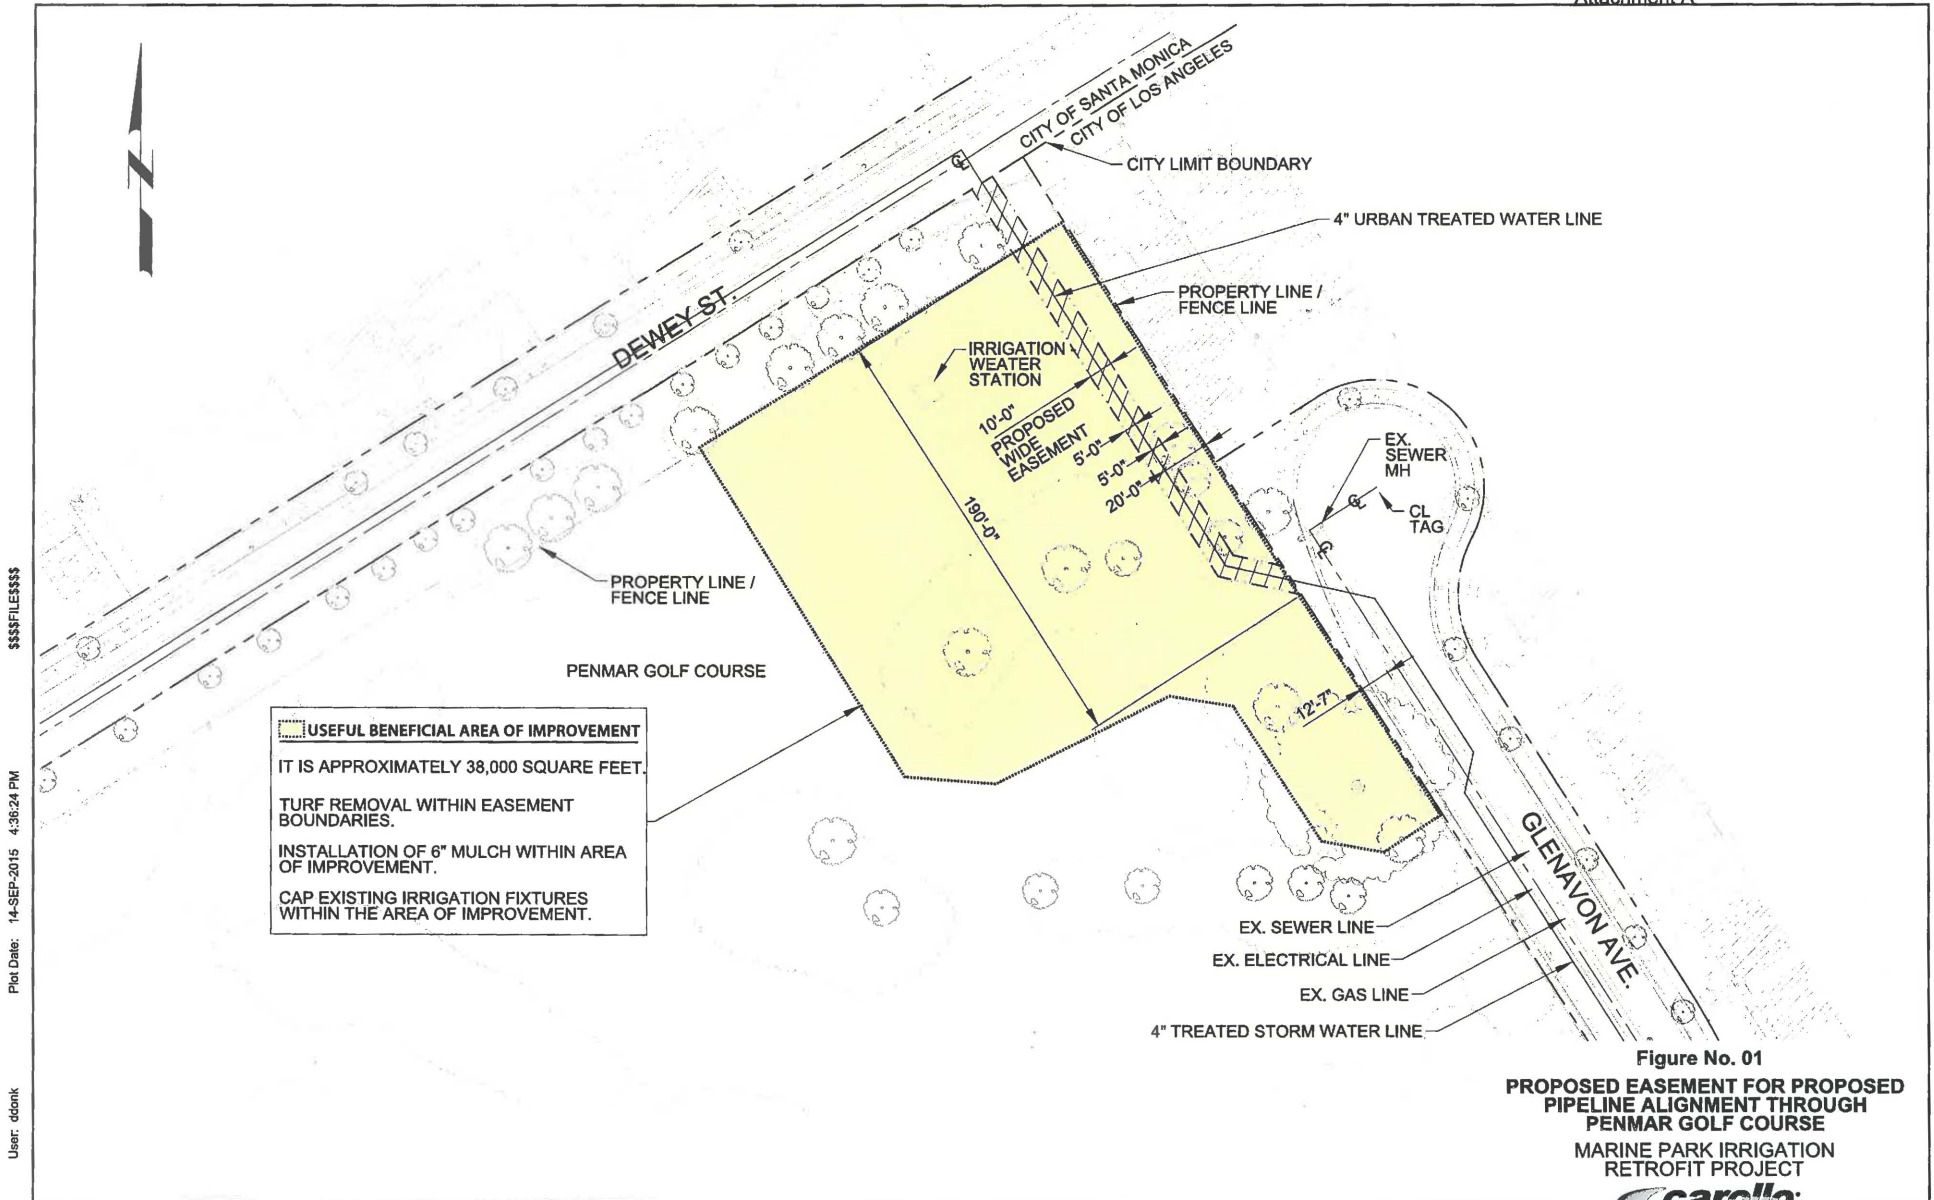 Attachment A
CITY OF SANTA MONICA
CITY OF LOS ANGELES
CITY LIMIT BOUNDARY
4" URBAN TREATED WATER LINE
PROPERTY LINE /
FENCE LINE
DEWEY ST.
IRRIGATION
WEATER
STATION
10'-0"
PROPOSED
WIDE
EASEMENT
5'-0"
5'-0"
20'-0"
190'-0"
EX.
SEWER
MH
CL
TAG
PROPERTY LINE /
FENCE LINE
PENMAR GOLF COURSE
12'-7"
USEFUL BENEFICIAL AREA OF IMPROVEMENT
IT IS APPROXIMATELY 38,000 SQUARE FEET.
TURF REMOVAL WITHIN EASEMENT
BOUNDARIES.
INSTALLATION OF 6" MULCH WITHIN AREA
OF IMPROVEMENT.
CAP EXISTING IRRIGATION FIXTURES
WITHIN THE AREA OF IMPROVEMENT.
GLENAVON AVE.
EX. SEWER LINE
EX. ELECTRICAL LINE
EX. GAS LINE
4" TREATED STORM WATER LINE
Figure No. 01
PROPOSED EASEMENT FOR PROPOSED
PIPELINE ALIGNMENT THROUGH
PENMAR GOLF COURSE
MARINE PARK IRRIGATION
RETROFIT PROJECT
carollo
User: ddonk Plot Date: 14-SEP-2015 4:36:24 PM $$$$FILE$$$$